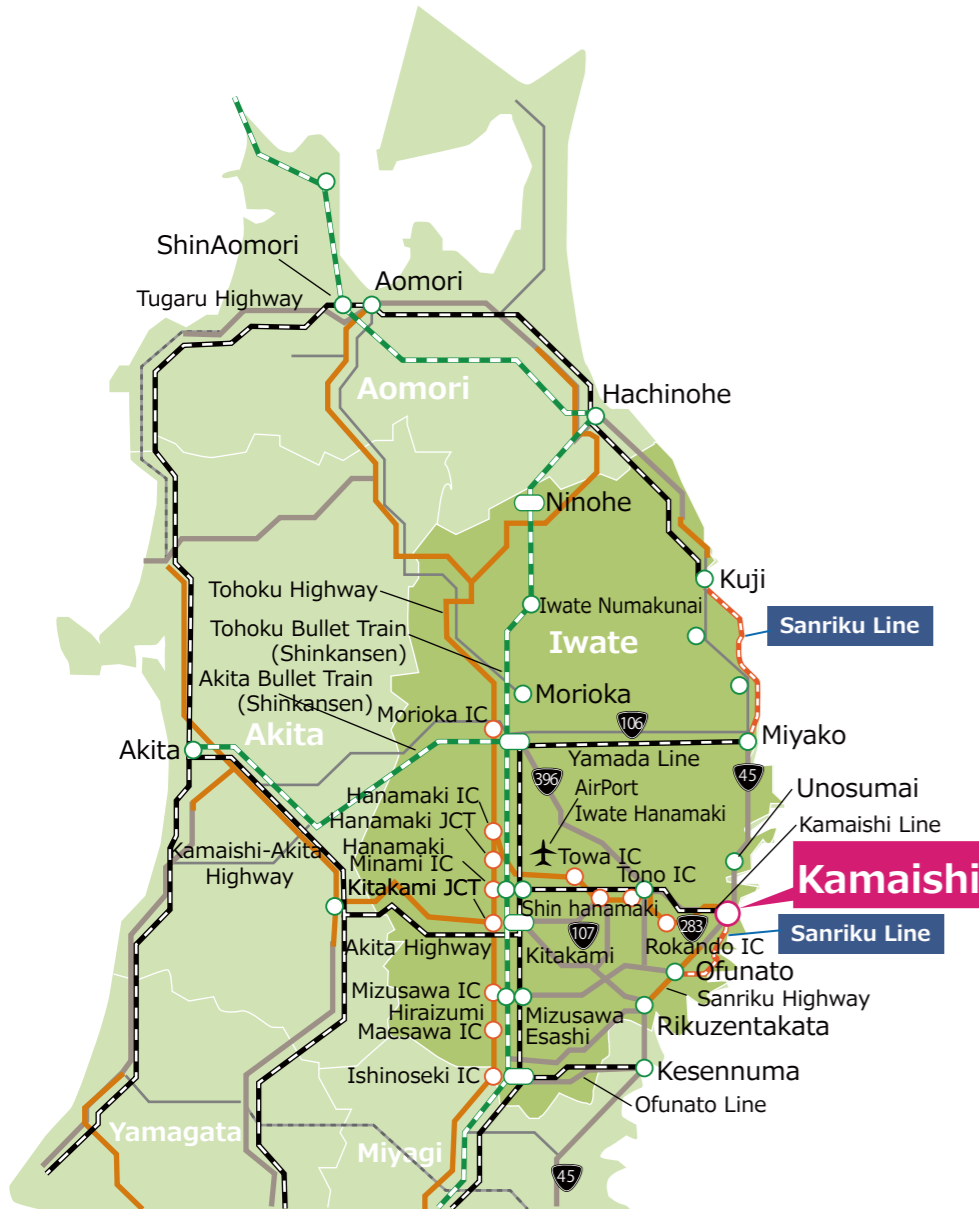 ShinAomori
Aomori
Tugaru Highway
Aomori
Hachinohe
Ninohe
Kuji
Tohoku Highway
Iwate Numakunai
Sanriku Line
Tohoku Bullet Train
(Shinkansen)
Iwate
Akita Bullet Train
(Shinkansen)
Morioka
Morioka IC
106
Akita
Akita
Miyako
Yamada Line
396
45
AirPort
Iwate Hanamaki
Unosumai
Hanamaki IC
Kamaishi Line
Hanamaki JCT
Hanamaki
Minami IC
Kamaishi-Akita
Highway
Towa IC
Tono IC
Kamaishi
Kitakami JCT
Shin hanamaki
283
107
Sanriku Line
Akita Highway
Kitakami
Rokando IC
Ofunato
Mizusawa IC
Sanriku Highway
Hiraizumi
Mizusawa
Esashi
Rikuzentakata
Maesawa IC
Ishinoseki IC
Kesennuma
Ofunato Line
Yamagata
Miyagi
45